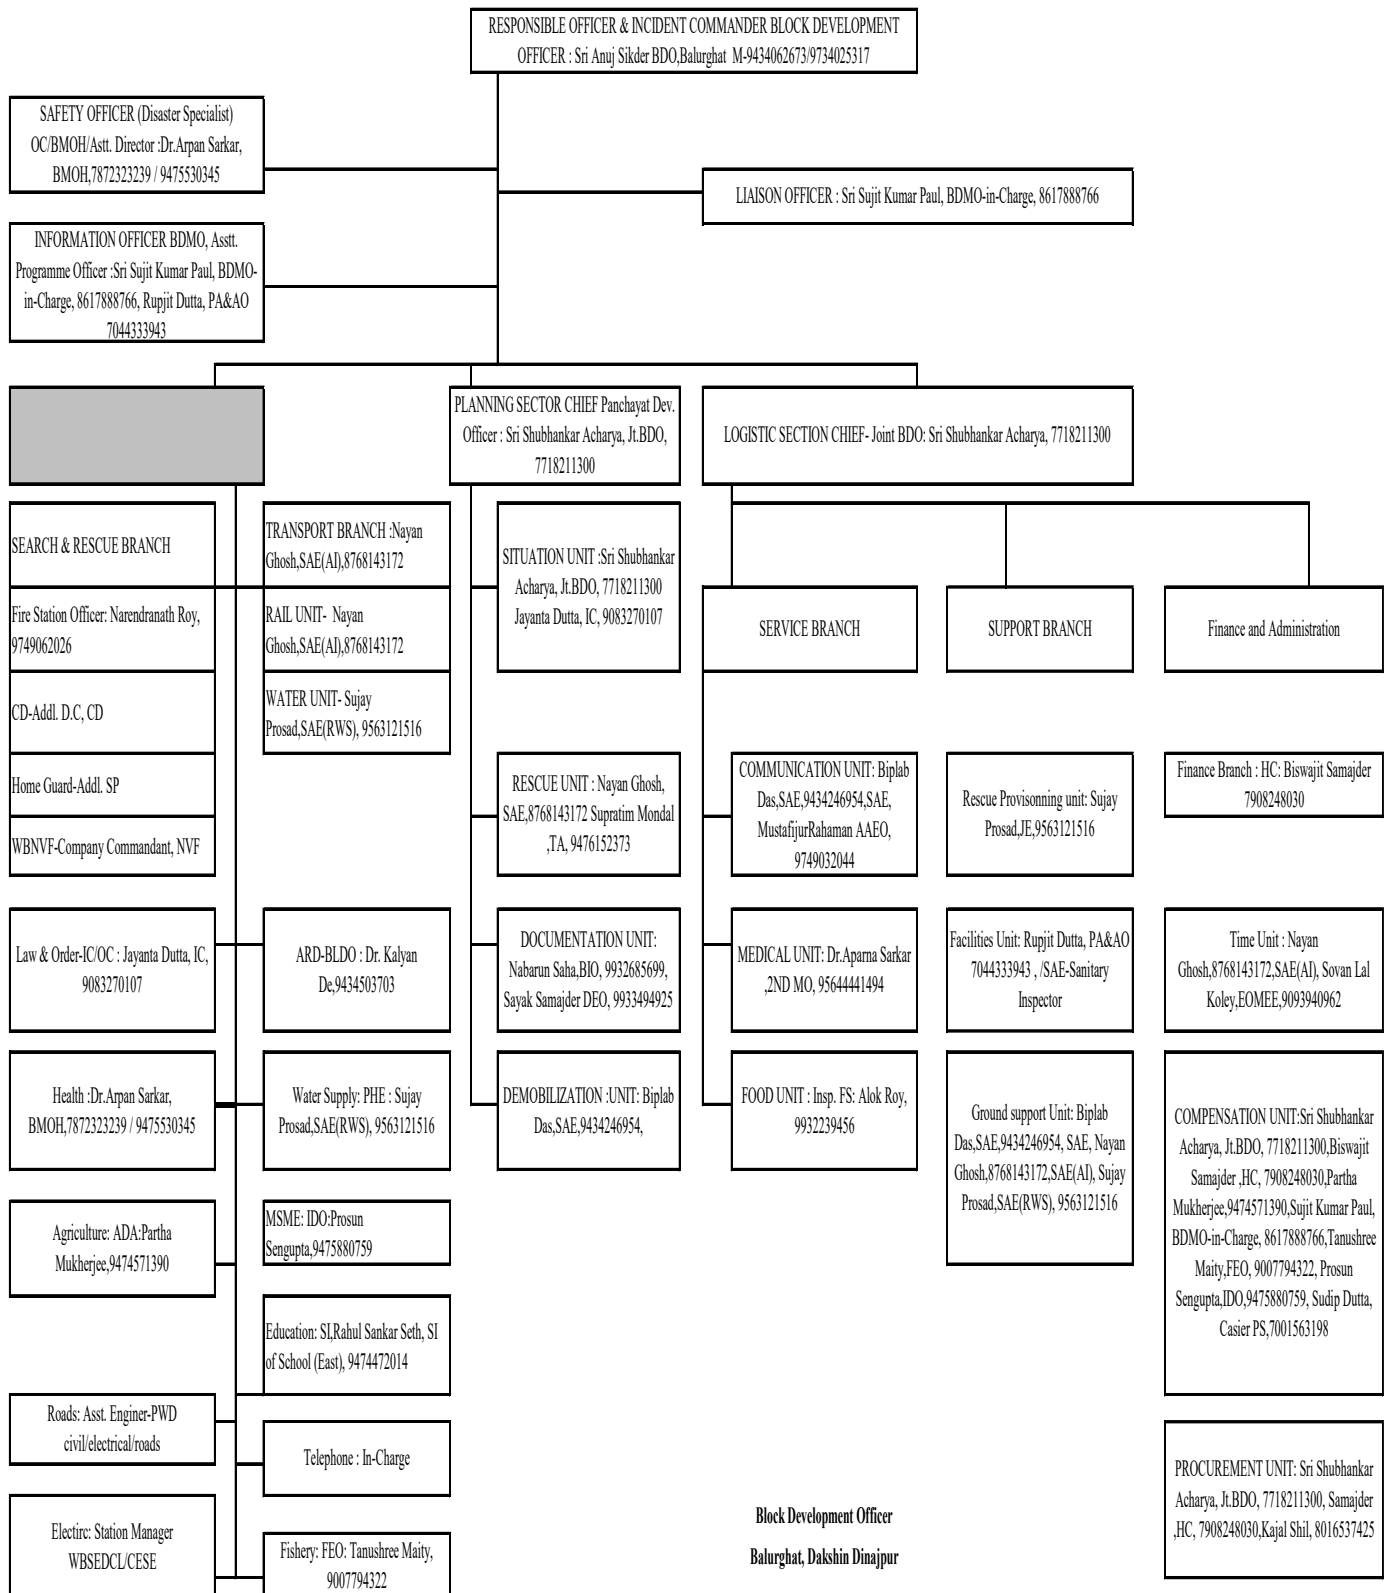 RESPONSIBLE OFFICER & INCIDENT COMMANDER BLOCK DEVELOPMENT
OFFICER : Sri Anuj Sikder BDO,Balurghat M-9434062673/9734025317
SAFETY OFFICER (Disaster Specialist)
OC/BMOH/Astt. Director :Dr.Arpan Sarkar,
BMOH,7872323239 / 9475530345
LIAISON OFFICER : Sri Sujit Kumar Paul, BDMO-in-Charge, 8617888766
INFORMATION OFFICER BDMO, Asstt.
Programme Officer :Sri Sujit Kumar Paul, BDMO-
in-Charge, 8617888766, Rupjit Dutta, PA&AO
7044333943
PLANNING SECTOR CHIEF Panchayat Dev.
Officer : Sri Shubhankar Acharya, Jt.BDO,
7718211300
LOGISTIC SECTION CHIEF- Joint BDO: Sri Shubhankar Acharya, 7718211300
SEARCH & RESCUE BRANCH
TRANSPORT BRANCH :Nayan
Ghosh,SAE(AI),8768143172
SITUATION UNIT :Sri Shubhankar
Acharya, Jt.BDO, 7718211300
Jayanta Dutta, IC, 9083270107
Fire Station Officer: Narendranath Roy,
9749062026
RAIL UNIT- Nayan
Ghosh,SAE(AI),8768143172
SERVICE BRANCH
SUPPORT BRANCH
Finance and Administration
CD-Addl. D.C, CD
WATER UNIT- Sujay
Prosad,SAE(RWS), 9563121516
Home Guard-Addl. SP
WBNVF-Company Commandant, NVF
RESCUE UNIT : Nayan Ghosh,
SAE,8768143172 Supratim Mondal
,TA, 9476152373
COMMUNICATION UNIT: Biplab
Das,SAE,9434246954,SAE,
MustafijurRahaman AAEO,
9749032044
Rescue Provisonning unit: Sujay
Prosad,JE,9563121516
Finance Branch : HC: Biswajit Samajder
7908248030
Law & Order-IC/OC : Jayanta Dutta, IC,
9083270107
ARD-BLDO : Dr. Kalyan
De,9434503703
DOCUMENTATION UNIT:
Nabarun Saha,BIO, 9932685699,
Sayak Samajder DEO, 9933494925
MEDICAL UNIT: Dr.Aparna Sarkar
,2ND MO, 95644441494
Facilities Unit: Rupjit Dutta, PA&AO
7044333943 , /SAE-Sanitary
Inspector
Time Unit : Nayan
Ghosh,8768143172,SAE(AI), Sovan Lal
Koley,EOMEE,9093940962
Health :Dr.Arpan Sarkar,
BMOH,7872323239 / 9475530345
Water Supply: PHE : Sujay
Prosad,SAE(RWS), 9563121516
DEMOBILIZATION :UNIT: Biplab
Das,SAE,9434246954,
FOOD UNIT : Insp. FS: Alok Roy,
9932239456
Ground support Unit: Biplab
Das,SAE,9434246954, SAE, Nayan
Ghosh,8768143172,SAE(AI), Sujay
Prosad,SAE(RWS), 9563121516
COMPENSATION UNIT:Sri Shubhankar
Acharya, Jt.BDO, 7718211300,Biswajit
Samajder ,HC, 7908248030,Partha
Mukherjee,9474571390,Sujit Kumar Paul,
BDMO-in-Charge, 8617888766,Tanushree
Maity,FEO, 9007794322, Prosun
Sengupta,IDO,9475880759, Sudip Dutta,
Casier PS,7001563198
Agriculture: ADA:Partha
Mukherjee,9474571390
MSME: IDO:Prosun
Sengupta,9475880759
Education: SI,Rahul Sankar Seth, SI
of School (East), 9474472014
Roads: Asst. Enginer-PWD
civil/electrical/roads
Telephone : In-Charge
PROCUREMENT UNIT: Sri Shubhankar
Acharya, Jt.BDO, 7718211300, Samajder
,HC, 7908248030,Kajal Shil, 8016537425
Electirc: Station Manager
WBSEDCL/CESE
Fishery: FEO: Tanushree Maity,
9007794322
Block Development Officer
Balurghat, Dakshin Dinajpur